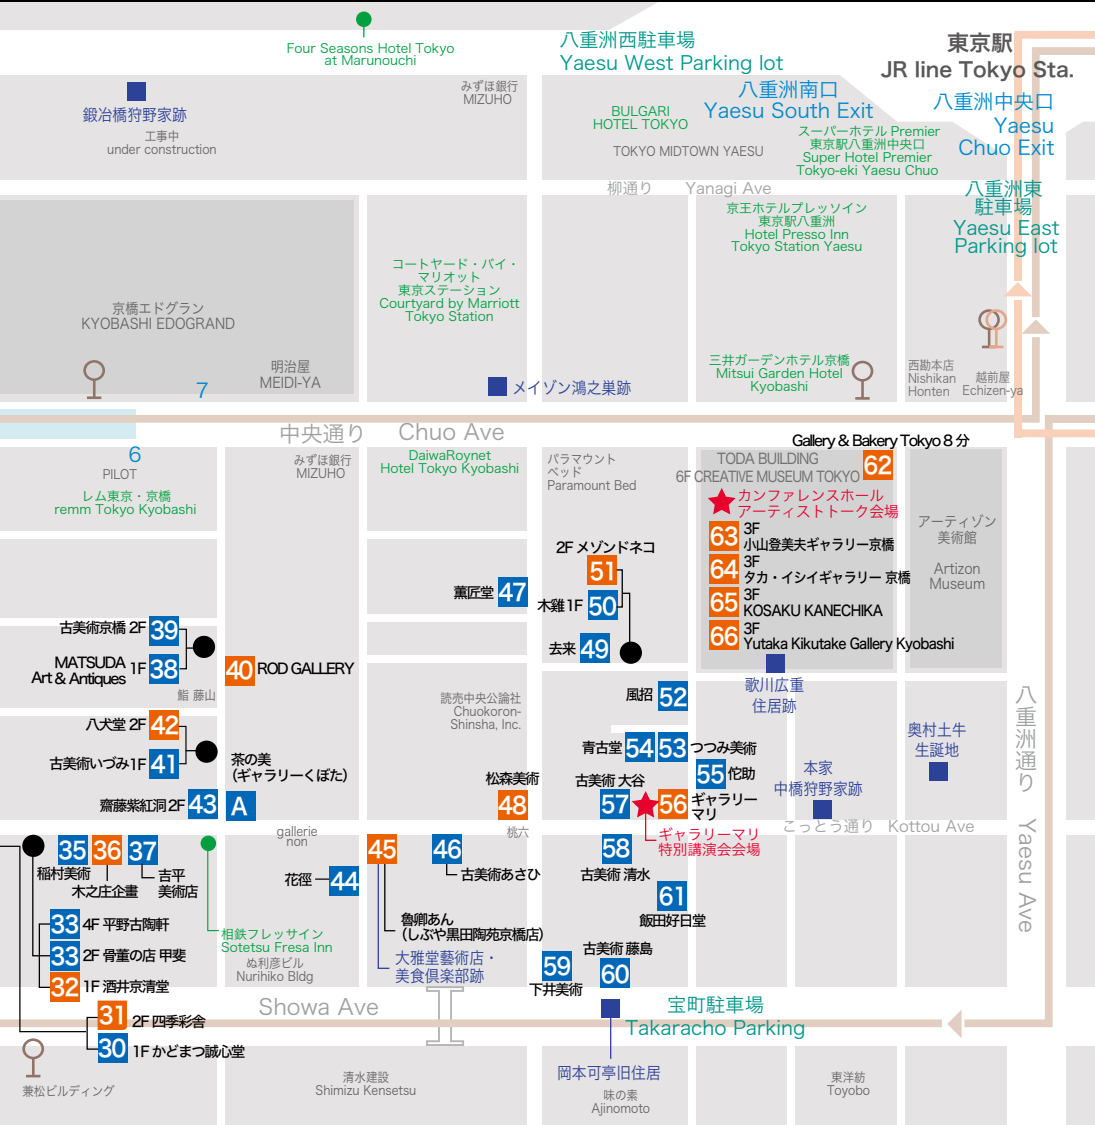 Four Seasons Hotel Tokyo
at Marunouchi
八重洲西駐車場
Yaesu West Parking lot
東京駅
JR line Tokyo Sta.
鍛冶橋狩野家跡
工事中
under construction
みずほ銀行
MIZUHO
BULGARI
HOTEL TOKYO
TOKYO MIDTOWN YAESU
八重洲南口
Yaesu South Exit
スーパーホテル Premier
東京駅八重洲中央口
Super Hotel Premier
Tokyo-eki Yaesu Chuo
八重洲中央口
Yaesu
Chuo Exit
柳通り Yanagi Ave
八重洲東
駐車場
Yaesu East
Parking lot
京王ホテルプレッソイン
東京駅八重洲
Hotel Presso Inn
Tokyo Station Yaesu
コートヤード・バイ・
マリオット
東京ステーション
Courtyard by Marriott
Tokyo Station
京橋エドグラン
KYOBASHI EDOGRAND
明治屋
MEIDI-YA
7
メイゾン鴻之巣跡
三井ガーデンホテル京橋
Mitsui Garden Hotel
Kyobashi
西勘本店
Nishikan
Honten
越前屋
Echizen-ya
中央通り Chuo Ave
6
PILOT
レム東京・京橋
remm Tokyo Kyobashi
みずほ銀行
MIZUHO
DaiwaRoynet
Hotel Tokyo Kyobashi
パラマウント
ベッド
Paramount Bed
Gallery & Bakery Tokyo 8 分
62
TODA BUILDING
6F CREATIVE MUSEUM TOKYO
カンファレンスホール
アーティストトーク会場
63 3F
小山登美夫ギャラリー京橋
64 3F
タカ・イシイギャラリー 京橋
65 3F
KOSAKU KANECHIKA
66 3F
Yutaka Kikutake Gallery Kyobashi
アーティゾン
美術館
Artizon
Museum
2F メゾンドネコ
51
木雞 1F 50
去来 49
薫匠堂 47
古美術京橋 2F 39
MATSUDA
Art & Antiques 1F 38
鮨 藤山
40 ROD GALLERY
八犬堂 2F 42
古美術いづみ1F 41
齋藤紫紅洞 2F 43
茶の美
(ギャラリーくぼた)
A
読売中央公論社
Chuokoron-
Shinsha, Inc.
松森美術
48
桃六
風招 52
青古堂 54 53 つつみ美術
古美術 大谷
57
55 佗助
56 ギャラリー
マリ
ギャラリーマリ
特別講演会会場
歌川広重
住居跡
本家
中橋狩野家跡
奥村土牛
生誕地
八重洲通り Yaesu Ave
こっとう通り Kottou Ave
35 36 37
稲村美術
木之庄企畫
吉平
美術店
33 4F 平野古陶軒
33 2F 骨董の店 甲斐
32 1F 酒井京清堂
31 2F 四季彩舎
30 1F かどまつ誠心堂
相鉄フレッサイン
Sotetsu Fresa Inn
ぬ利彦ビル
Nurihiko Bldg
gallerie
non
花徑 44
45
46
古美術あさひ
魯卿あん
(しぶや黒田陶苑京橋店)
大雅堂藝術店・
美食倶楽部跡
58
古美術 清水
61
飯田好日堂
古美術 藤島
60
59
下井美術
Showa Ave
宝町駐車場
Takaracho Parking
岡本可亭旧住居
味の素
Ajinomoto
兼松ビルディング
清水建設
Shimizu Kensetsu
東洋紡
Toyobo